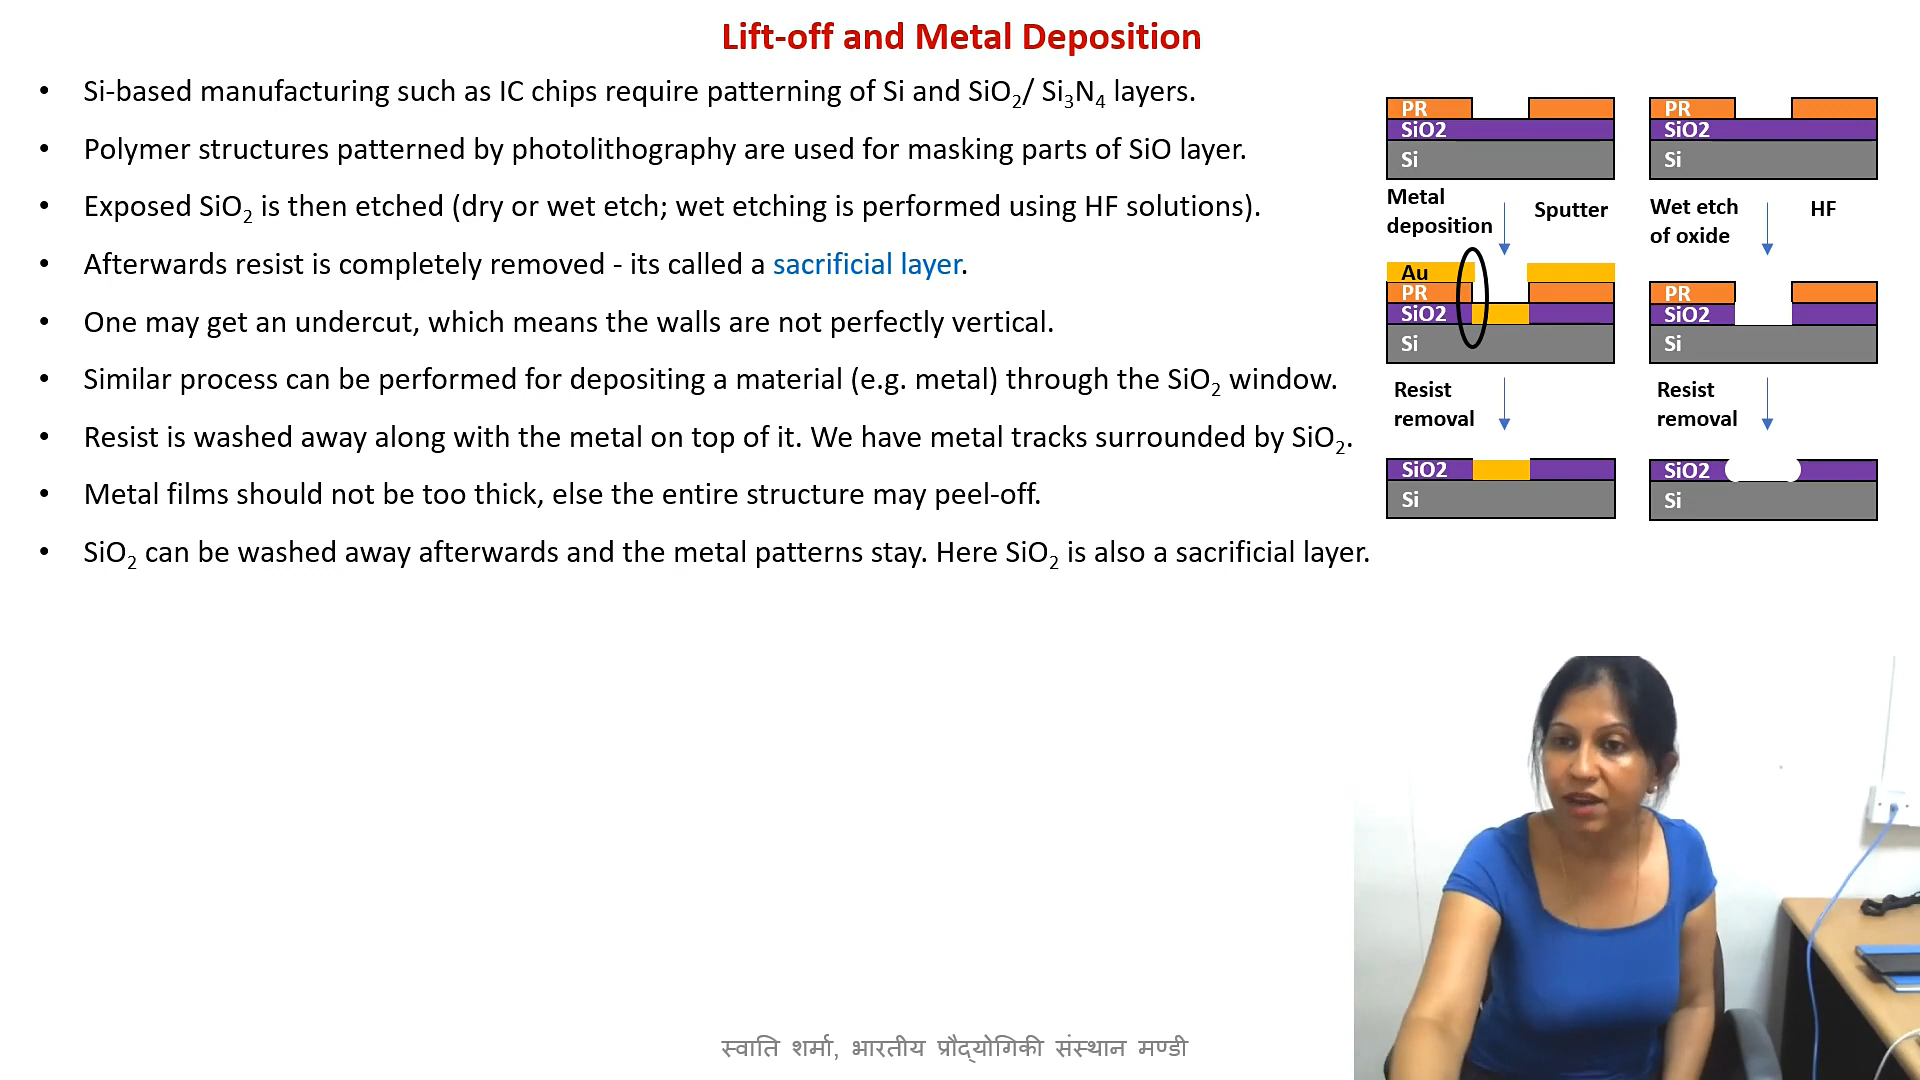 Lift-off and Metal Deposition
• Si-based manufacturing such as IC chips require patterning of Si and SiO₂/ Si₃N₄ layers.
• Polymer structures patterned by photolithography are used for masking parts of SiO layer.
• Exposed SiO₂ is then etched (dry or wet etch; wet etching is performed using HF solutions).
• Afterwards resist is completely removed - its called a sacrificial layer.
• One may get an undercut, which means the walls are not perfectly vertical.
• Similar process can be performed for depositing a material (e.g. metal) through the SiO₂ window.
• Resist is washed away along with the metal on top of it. We have metal tracks surrounded by SiO₂.
• Metal films should not be too thick, else the entire structure may peel-off.
• SiO₂ can be washed away afterwards and the metal patterns stay. Here SiO₂ is also a sacrificial layer.
PR
SiO2
Si
Metal
deposition
Sputter
Au
PR
SiO2
Si
Resist
removal
SiO2
Si
PR
SiO2
Si
Wet etch
of oxide
HF
PR
SiO2
Si
Resist
removal
SiO2
Si
स्वाति शर्मा, भारतीय प्रौद्योगिकी संस्थान मण्डी